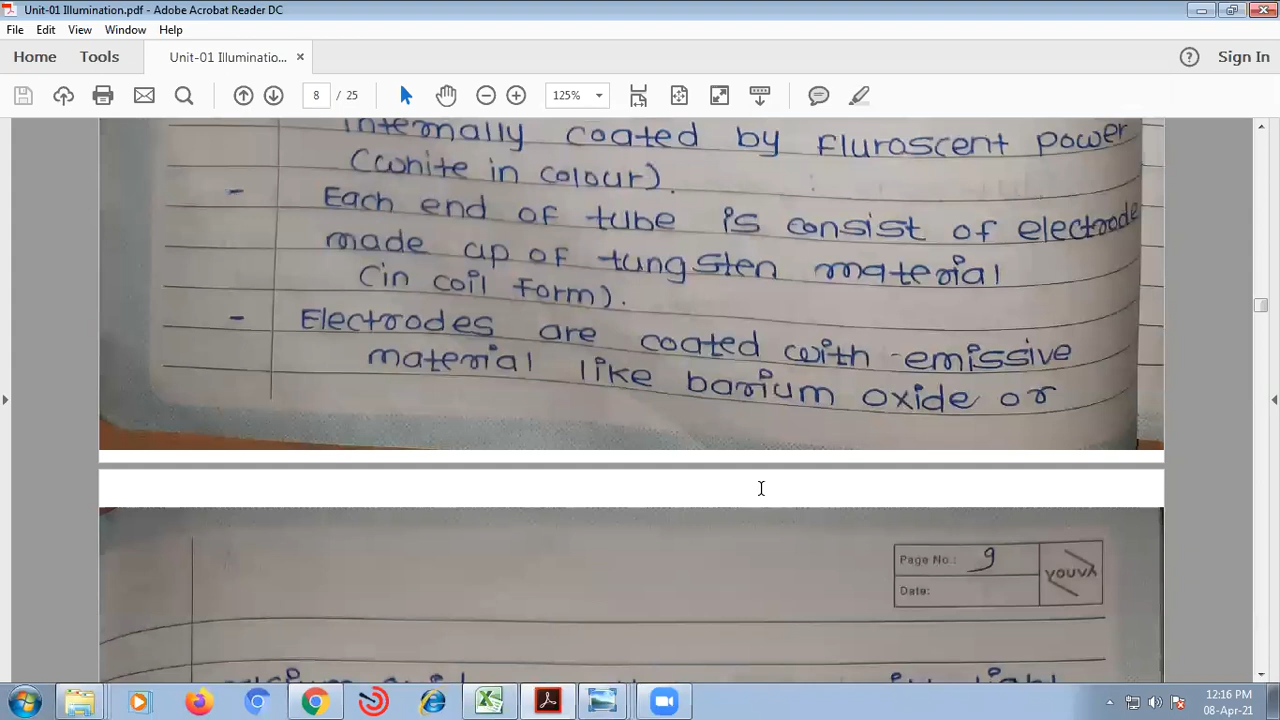 Unit-01 Illumination.pdf - Adobe Acrobat Reader DC
File Edit View Window Help
Home Tools Unit-01 Illuminatio... × Sign In
8 / 25 125%
Internally coated by Flurascent power
(white in colour).
- Each end of tube is consist of electrode
made up of tungsten material
(in coil form).
- Electrodes are coated with emissive
material like barium oxide or
Page No.: 9
Date:
YOUVA
12:16 PM
08-Apr-21